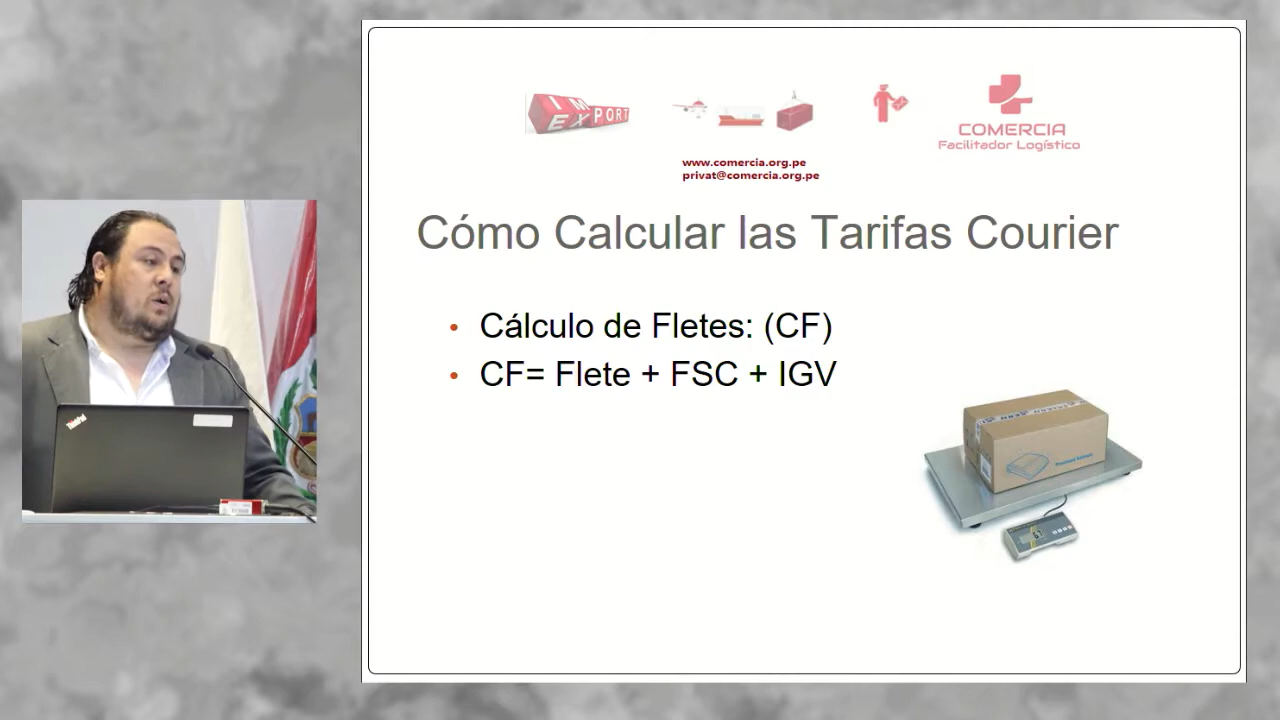 IM
EXPORT
COMERCIA
Facilitador Logístico
www.comercia.org.pe
privat@comercia.org.pe
Cómo Calcular las Tarifas Courier
• Cálculo de Fletes: (CF)
• CF= Flete + FSC + IGV